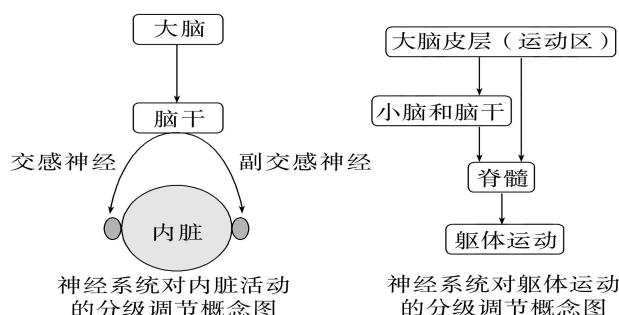 大脑
脑干
交感神经
副交感神经
内脏
神经系统对内脏活动
的分级调节概念图
大脑皮层（运动区）
小脑和脑干
脊髓
躯体运动
神经系统对躯体运动
的分级调节概念图